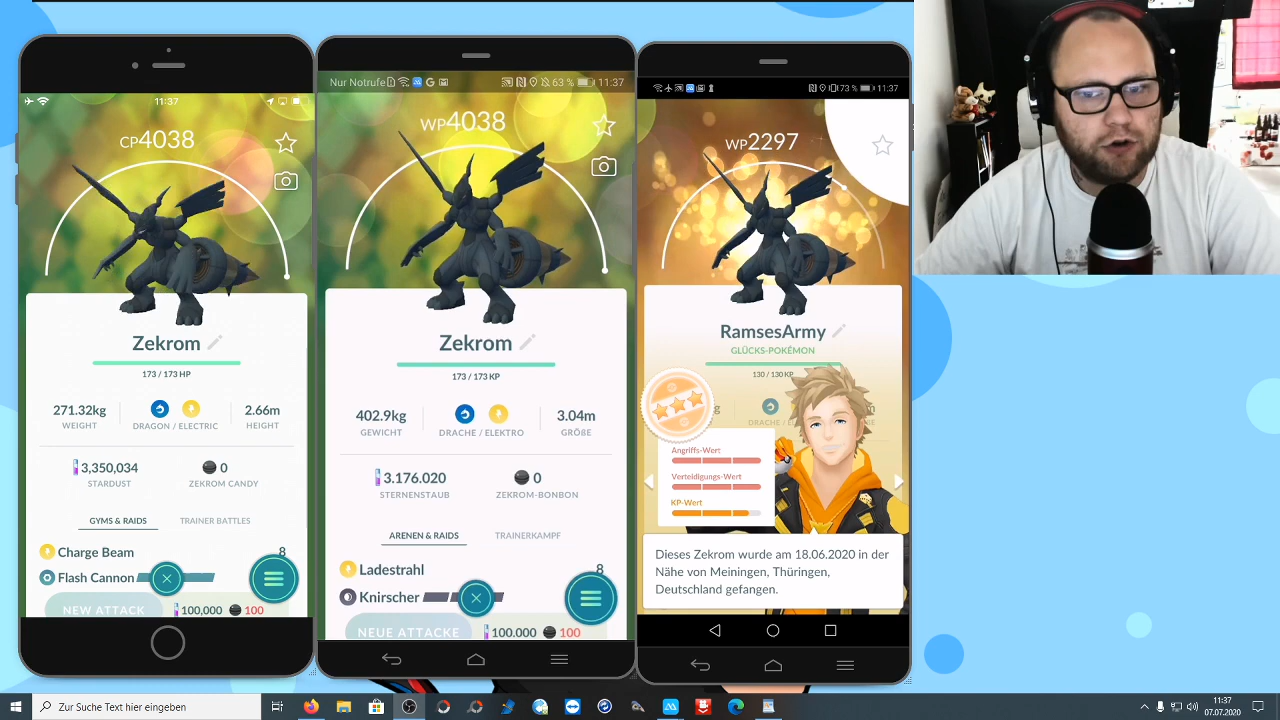 11:37
CP4038
Zekrom
173 / 173 HP
271.32kg
WEIGHT
DRAGON / ELECTRIC
2.66m
HEIGHT
3,350,034
STARDUST
0
ZEKROM CANDY
GYMS & RAIDS
TRAINER BATTLES
Charge Beam
8
Flash Cannon
NEW ATTACK
100,000
100
Nur Notrufe
63 %
11:37
WP4038
Zekrom
173 / 173 KP
402.9kg
GEWICHT
DRACHE / ELEKTRO
3.04m
GRÖßE
3.176.020
STERNENSTAUB
0
ZEKROM-BONBON
ARENEN & RAIDS
TRAINERKAMPF
Ladestrahl
8
Knirscher
NEUE ATTACKE
100.000
100
73 %
11:37
WP2297
RamsesArmy
GLÜCKS-POKÉMON
130 / 130 KP
Angriffs-Wert
Verteidigungs-Wert
KP-Wert
Dieses Zekrom wurde am 18.06.2020 in der
Nähe von Meiningen, Thüringen,
Deutschland gefangen.
Zur Suche Text hier eingeben
11:37
07.07.2020